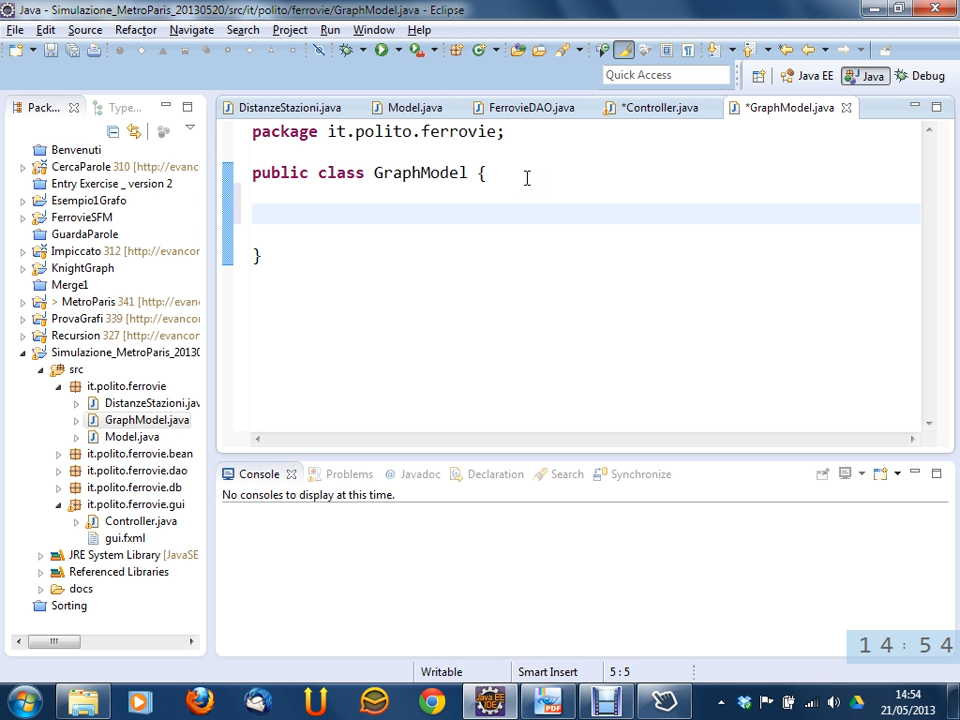 Java - Simulazione_MetroParis_20130520/src/it/polito/ferrovie/GraphModel.java - Eclipse
File Edit Source Refactor Navigate Search Project Run Window Help
Quick Access
Java EE Java Debug
Pack... Type...
DistanzeStazioni.java Model.java FerrovieDAO.java *Controller.java *GraphModel.java
package it.polito.ferrovie;
public class GraphModel {
}
Benvenuti
CercaParole 310 [http://evanco
Entry Exercise _ version 2
Esempio1Grafo
FerrovieSFM
GuardaParole
Impiccato 312 [http://evancor
KnightGraph
Merge1
> MetroParis 341 [http://evan
ProvaGrafi 339 [http://evanco
Recursion 327 [http://evancor
Simulazione_MetroParis_2013
src
it.polito.ferrovie
DistanzeStazioni.jav
GraphModel.java
Model.java
it.polito.ferrovie.bean
it.polito.ferrovie.dao
it.polito.ferrovie.db
it.polito.ferrovie.gui
Controller.java
gui.fxml
JRE System Library [JavaSE
Referenced Libraries
docs
Sorting
Console Problems Javadoc Declaration Search Synchronize
No consoles to display at this time.
14:54
Writable Smart Insert 5 : 5
Java EE
IDE
PDF
14:54
21/05/2013